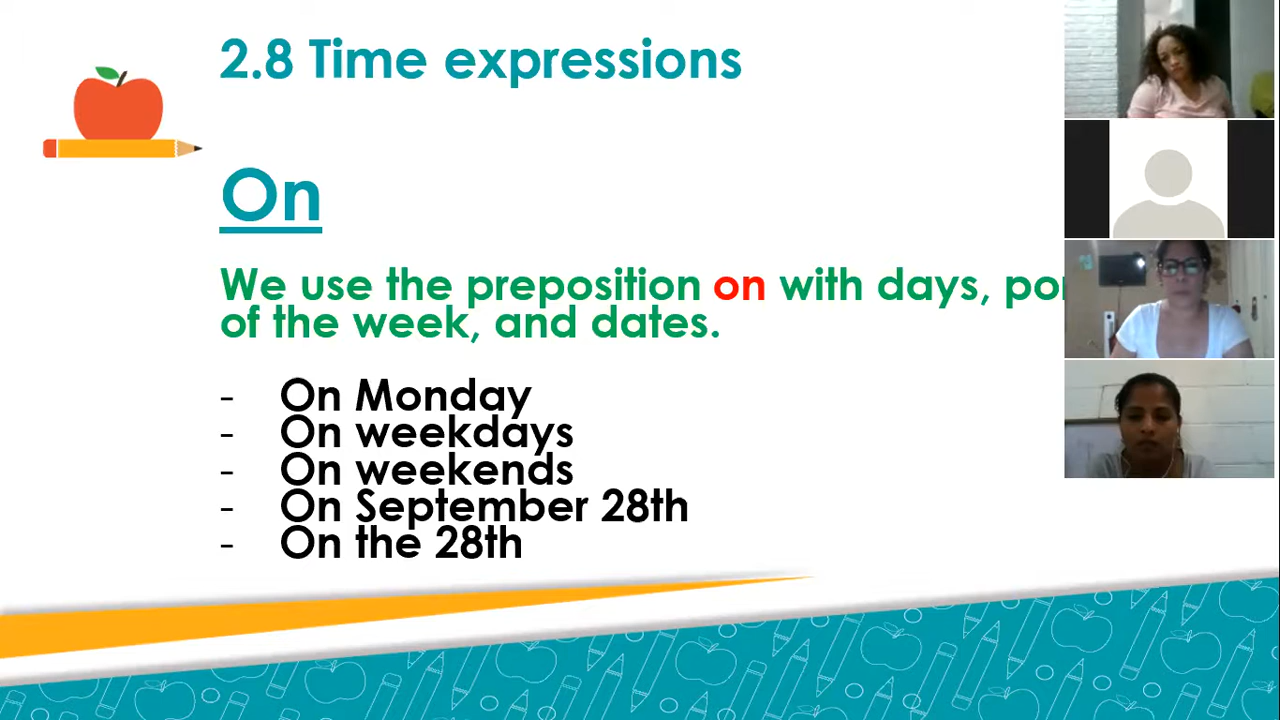 2.8 Time expressions
On
We use the preposition on with days,
of the week, and dates.
- On Monday
- On weekdays
- On weekends
- On September 28th
- On the 28th